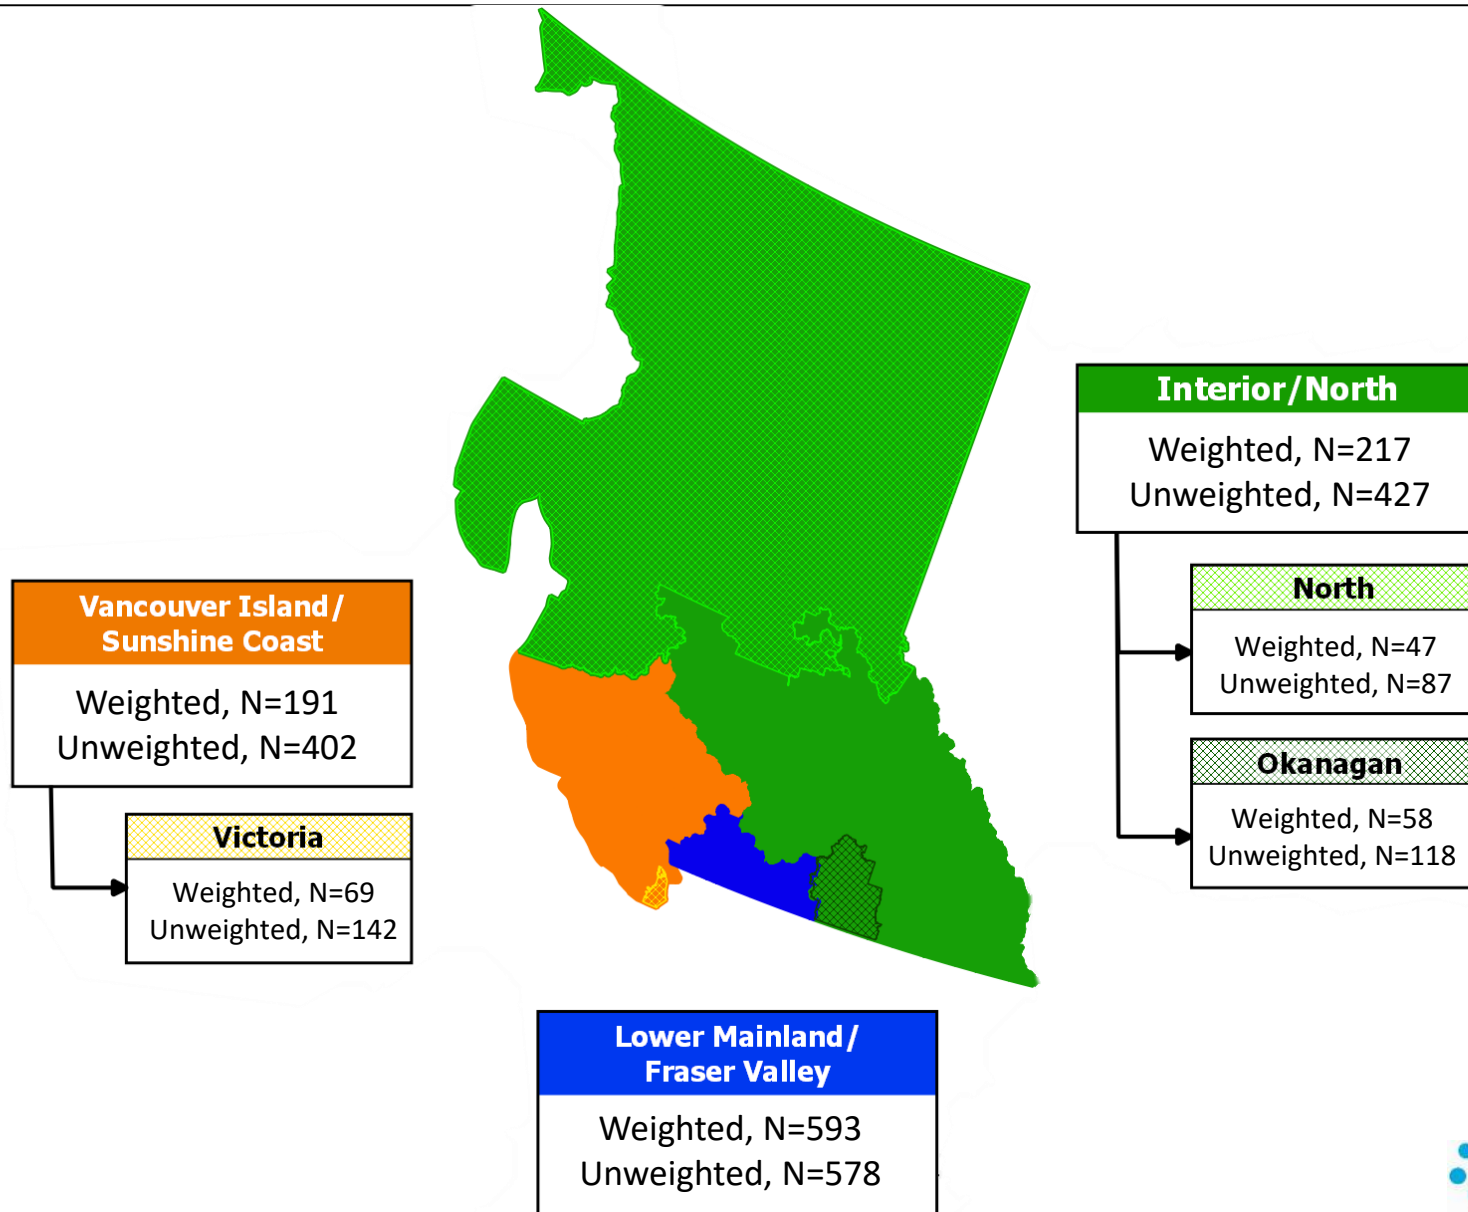 Interior/North
Weighted, N=217
Unweighted, N=427
North
Weighted, N=47
Unweighted, N=87
Okanagan
Weighted, N=58
Unweighted, N=118
Vancouver Island/
Sunshine Coast
Weighted, N=191
Unweighted, N=402
Victoria
Weighted, N=69
Unweighted, N=142
Lower Mainland/
Fraser Valley
Weighted, N=593
Unweighted, N=578